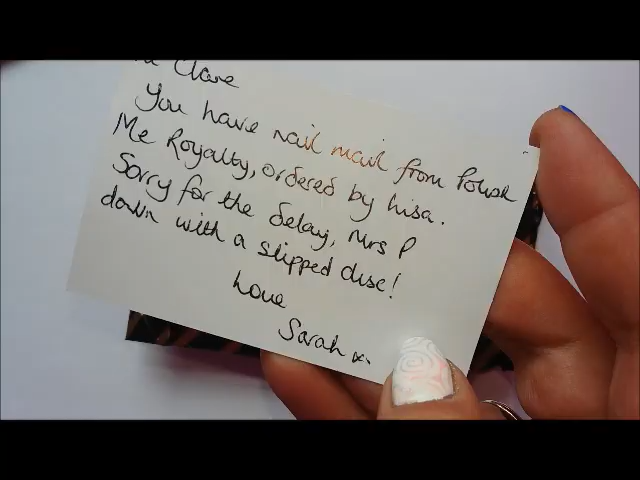 Clare
You have nail mail from Polish
Me Royalty, ordered by Lisa.
Sorry for the delay, Mrs P
down with a slipped disc!
Love
Sarah xx